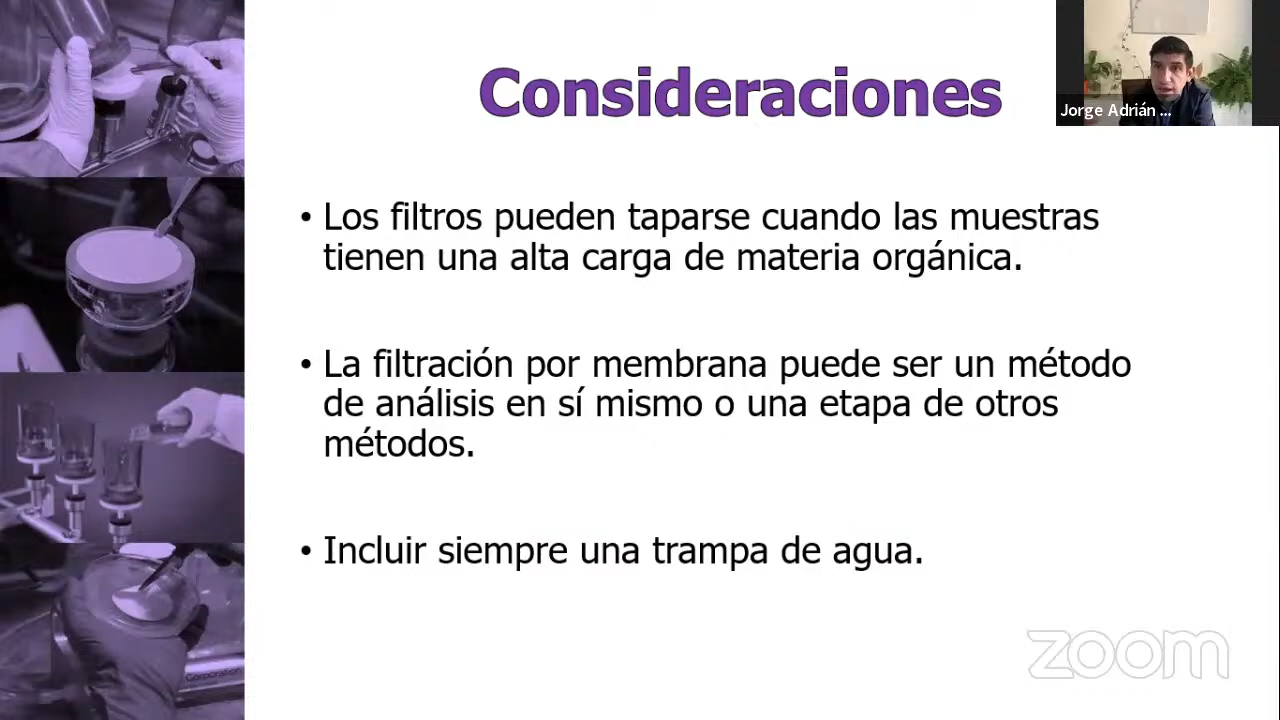 Consideraciones
Jorge Adrián ...
• Los filtros pueden taparse cuando las muestras
tienen una alta carga de materia orgánica.
• La filtración por membrana puede ser un método
de análisis en sí mismo o una etapa de otros
métodos.
• Incluir siempre una trampa de agua.
zoom
Corporation